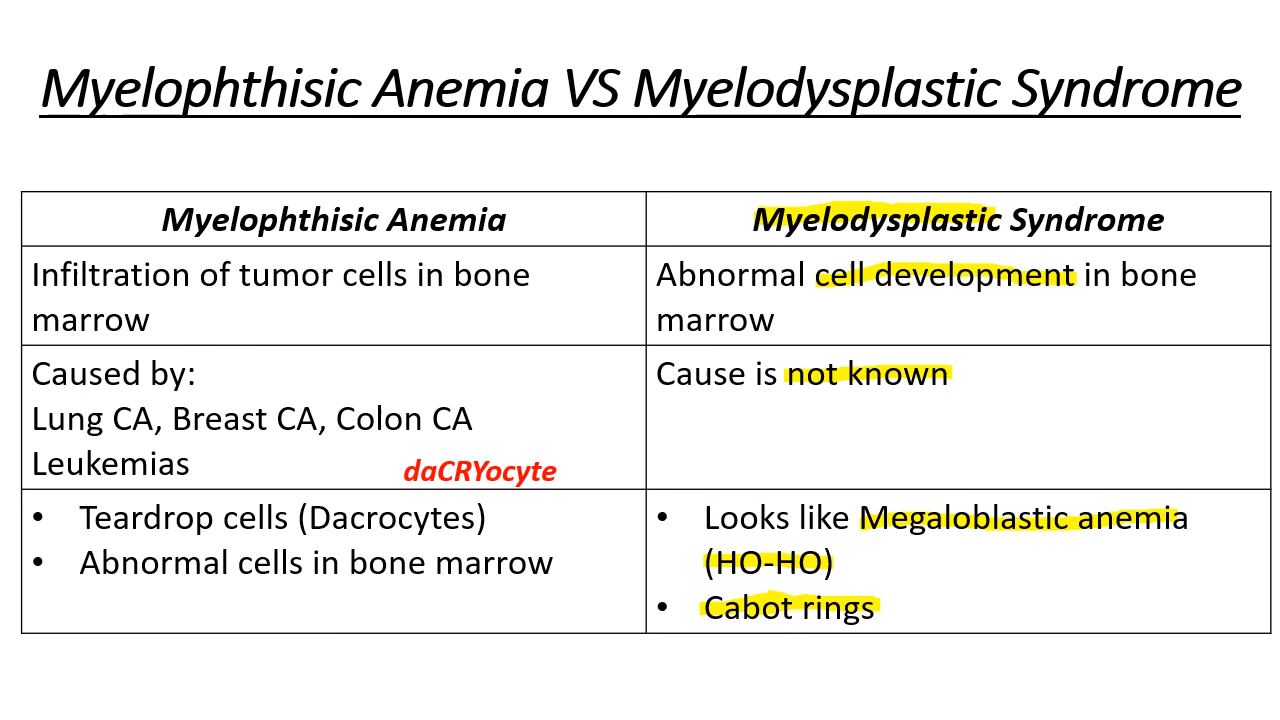 Myelophthisic Anemia VS Myelodysplastic Syndrome
Myelophthisic Anemia
Myelodysplastic Syndrome
Infiltration of tumor cells in bone
marrow
Abnormal cell development in bone
marrow
Caused by:
Lung CA, Breast CA, Colon CA
Leukemias
daCRYocyte
Cause is not known
• Teardrop cells (Dacrocytes)
• Abnormal cells in bone marrow
• Looks like Megaloblastic anemia
(HO-HO)
• Cabot rings